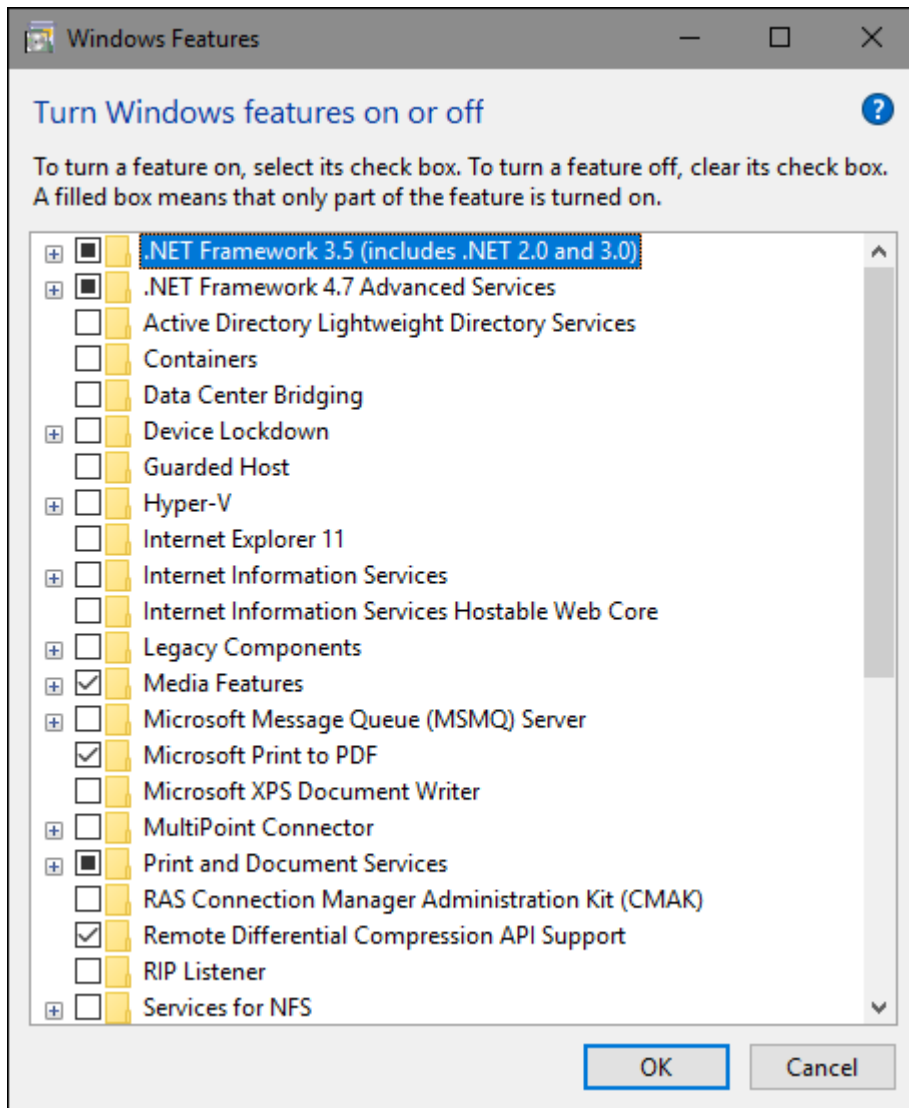 Windows Features
Turn Windows features on or off
To turn a feature on, select its check box. To turn a feature off, clear its check box.
A filled box means that only part of the feature is turned on.
.NET Framework 3.5 (includes .NET 2.0 and 3.0)
.NET Framework 4.7 Advanced Services
Active Directory Lightweight Directory Services
Containers
Data Center Bridging
Device Lockdown
Guarded Host
Hyper-V
Internet Explorer 11
Internet Information Services
Internet Information Services Hostable Web Core
Legacy Components
Media Features
Microsoft Message Queue (MSMQ) Server
Microsoft Print to PDF
Microsoft XPS Document Writer
MultiPoint Connector
Print and Document Services
RAS Connection Manager Administration Kit (CMAK)
Remote Differential Compression API Support
RIP Listener
Services for NFS
OK Cancel